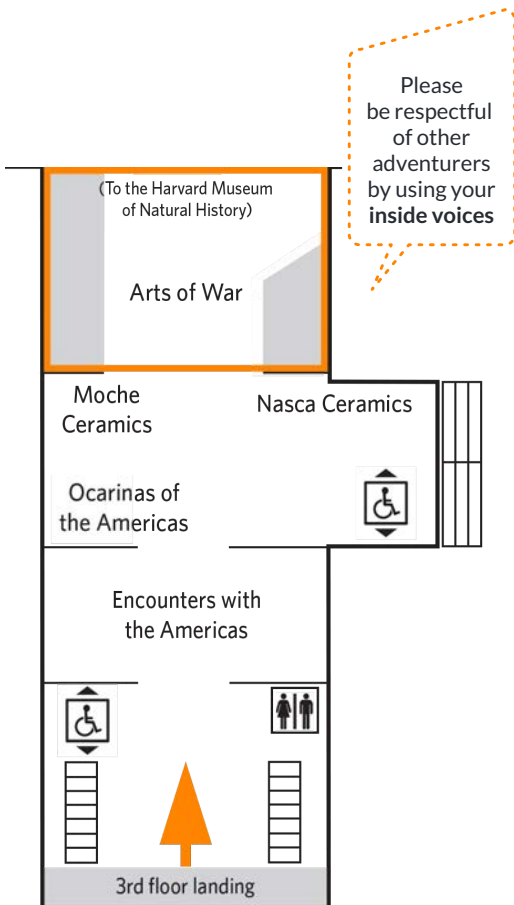 Please
be respectful
of other
adventurers
by using your
inside voices
(To the Harvard Museum
of Natural History)
Arts of War
Moche
Ceramics
Nasca Ceramics
Ocarinas of
the Americas
Encounters with
the Americas
3rd floor landing